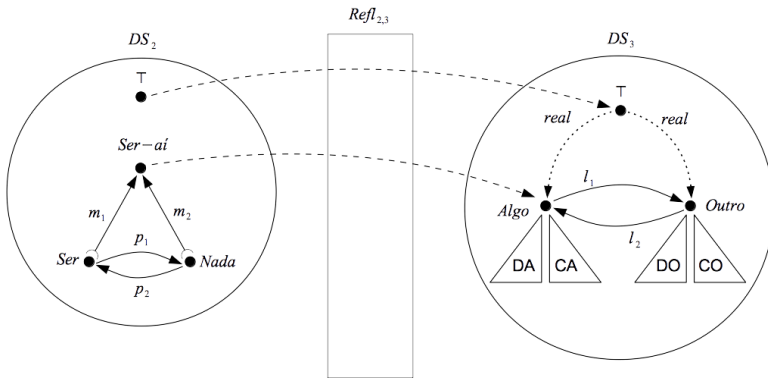 Refl₂,₃
DS₂
DS₃
⊤
⊤
real
real
Ser–aí
m₁
m₂
l₁
Algo
Outro
l₂
p₁
Ser
Nada
p₂
DA
CA
DO
CO